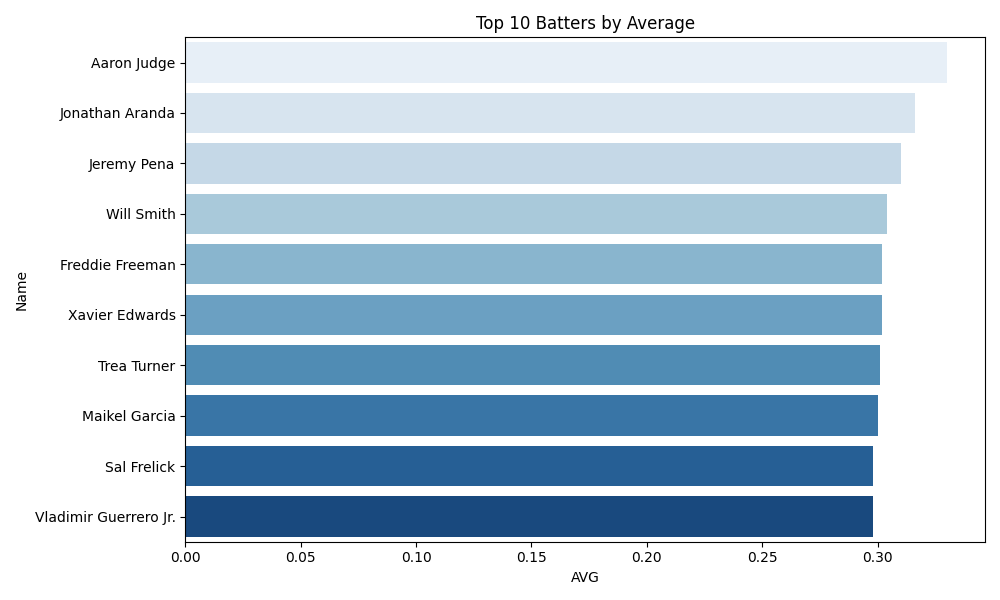 Top 10 Batters by Average
Name
Aaron Judge
Jonathan Aranda
Jeremy Pena
Will Smith
Freddie Freeman
Xavier Edwards
Trea Turner
Maikel Garcia
Sal Frelick
Vladimir Guerrero Jr.
0.00 0.05 0.10 0.15 0.20 0.25 0.30
AVG